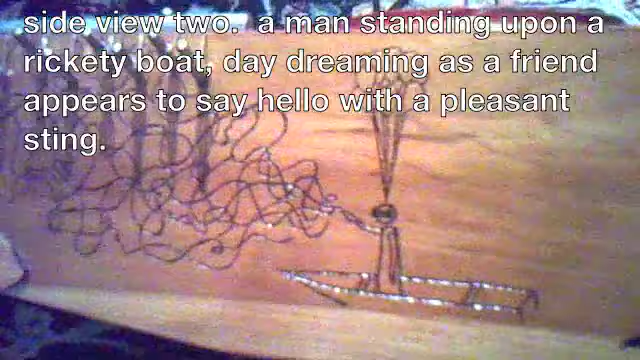 side view two.  a man standing upon a
rickety boat, day dreaming as a friend
appears to say hello with a pleasant
sting.